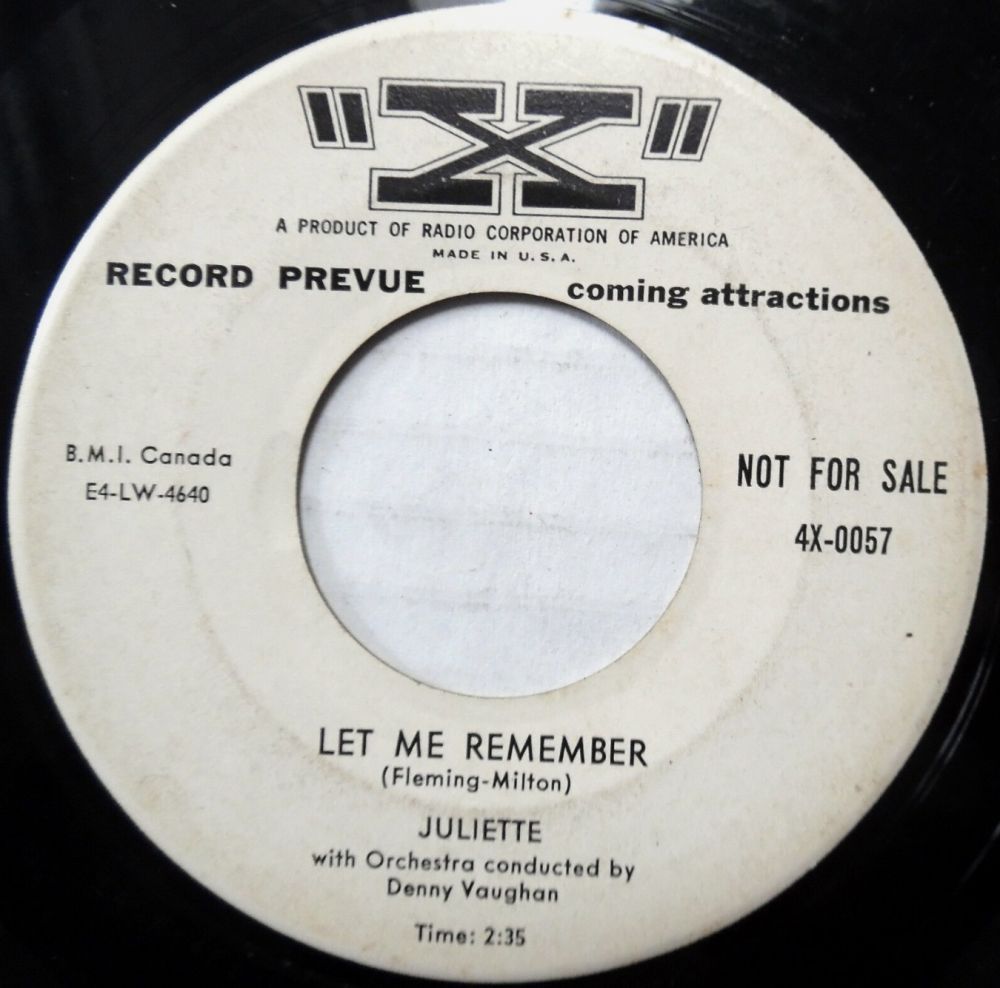 "X"
A PRODUCT OF RADIO CORPORATION OF AMERICA
MADE IN U.S.A.
RECORD PREVUE coming attractions
B.M.I. Canada
E4-LW-4640
NOT FOR SALE
4X-0057
LET ME REMEMBER
(Fleming-Milton)
JULIETTE
with Orchestra conducted by
Denny Vaughan
Time: 2:35